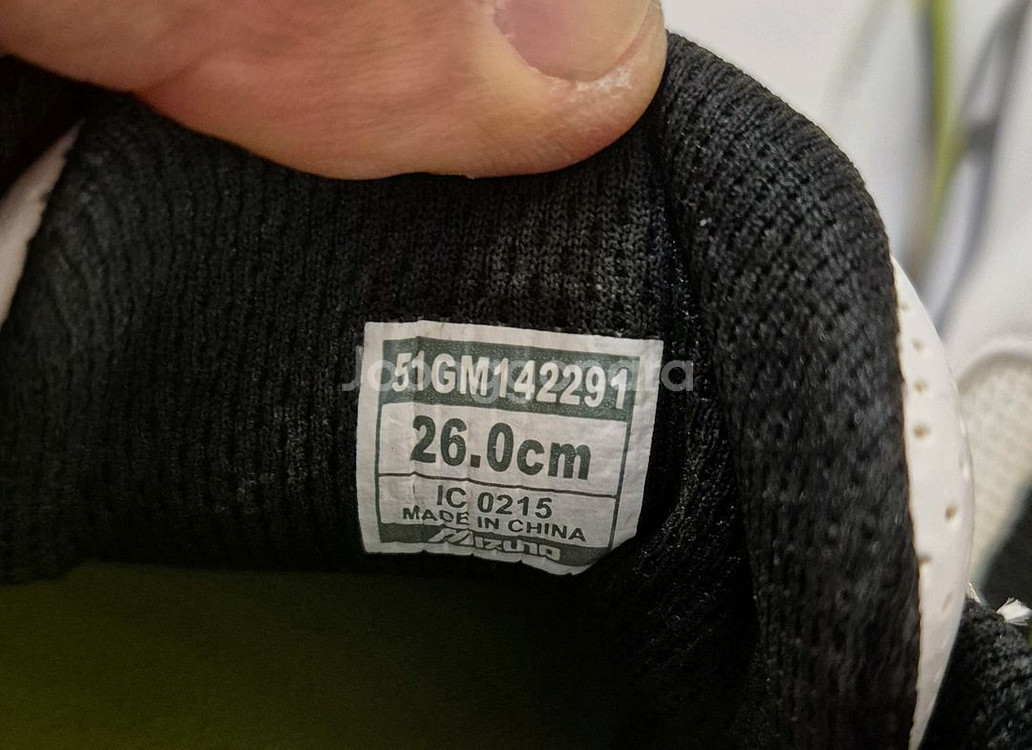 51GM142291
26.0cm
IC 0215
MADE IN CHINA
MIZUNO